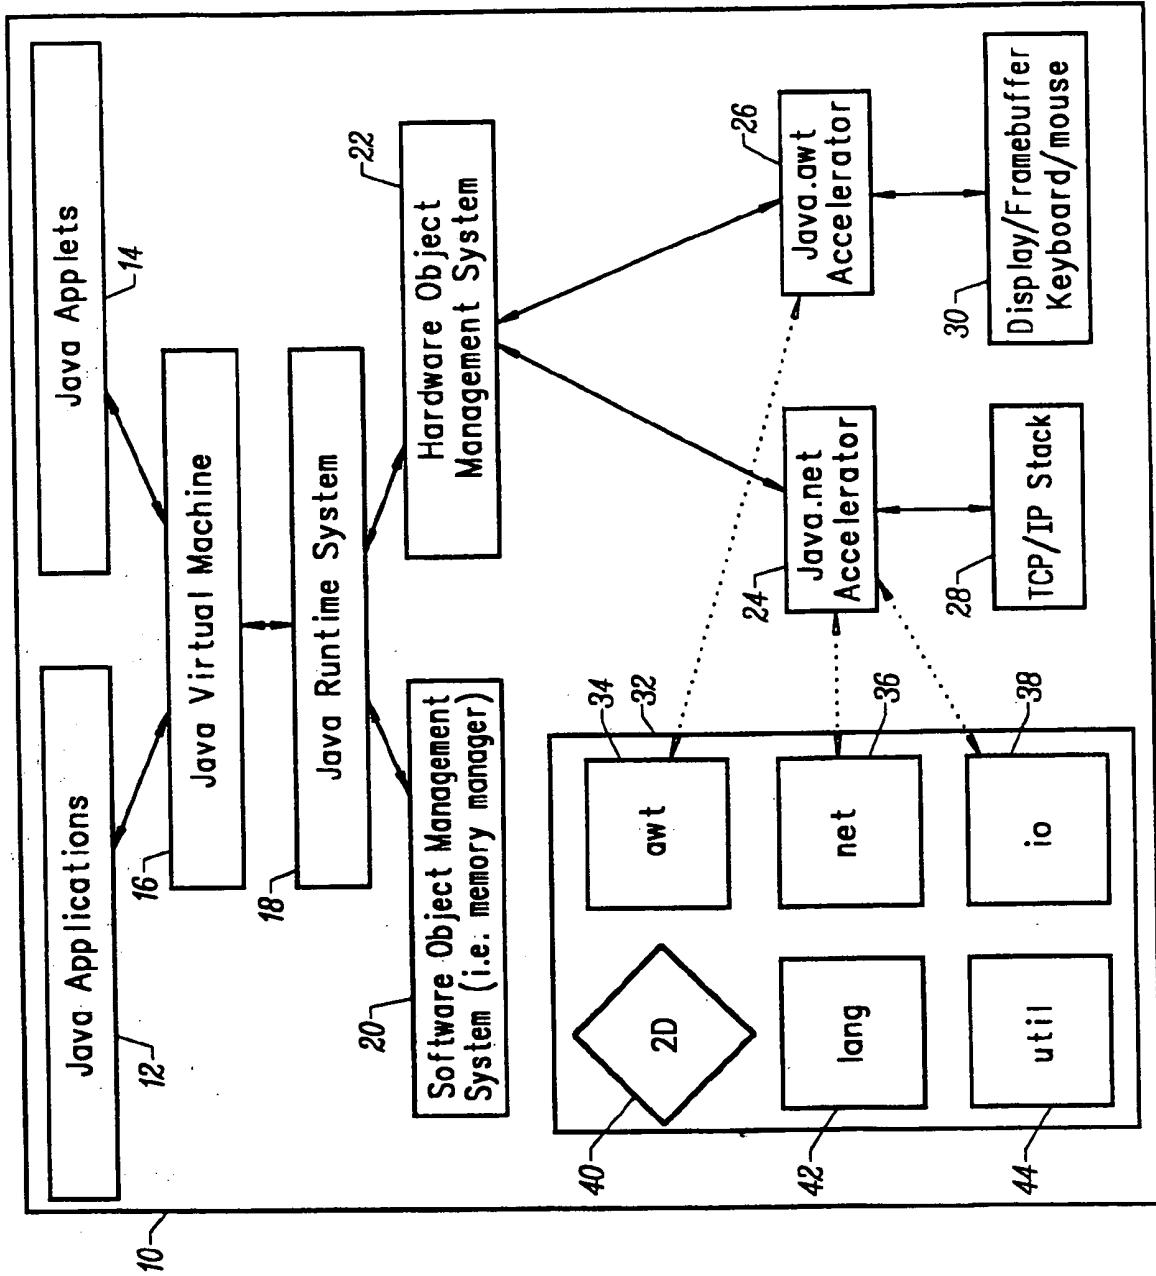 10
Java Applications
12
Java Applets
14
16
Java Virtual Machine
18
Java Runtime System
20
Software Object Management
System (i.e. memory manager)
22
Hardware Object
Management System
40
2D
34
awt
32
42
lang
36
net
44
util
38
io
24
Java.net
Accelerator
26
Java.awt
Accelerator
28
TCP/IP Stack
30
Display/Framebuffer
Keyboard/mouse